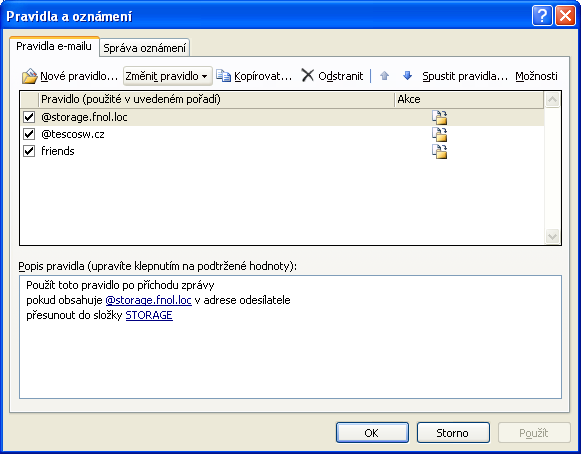 Pravidla a oznámení
Pravidla e-mailu Správa oznámení
Nové pravidlo... Změnit pravidlo Kopírovat... Odstranit Spustit pravidla... Možnosti
Pravidlo (použité v uvedeném pořadí) Akce
@storage.fnol.loc
@tescosw.cz
friends
Popis pravidla (upravíte klepnutím na podtržené hodnoty):
Použít toto pravidlo po příchodu zprávy
pokud obsahuje @storage.fnol.loc v adrese odesílatele
přesunout do složky STORAGE
OK Storno Použít